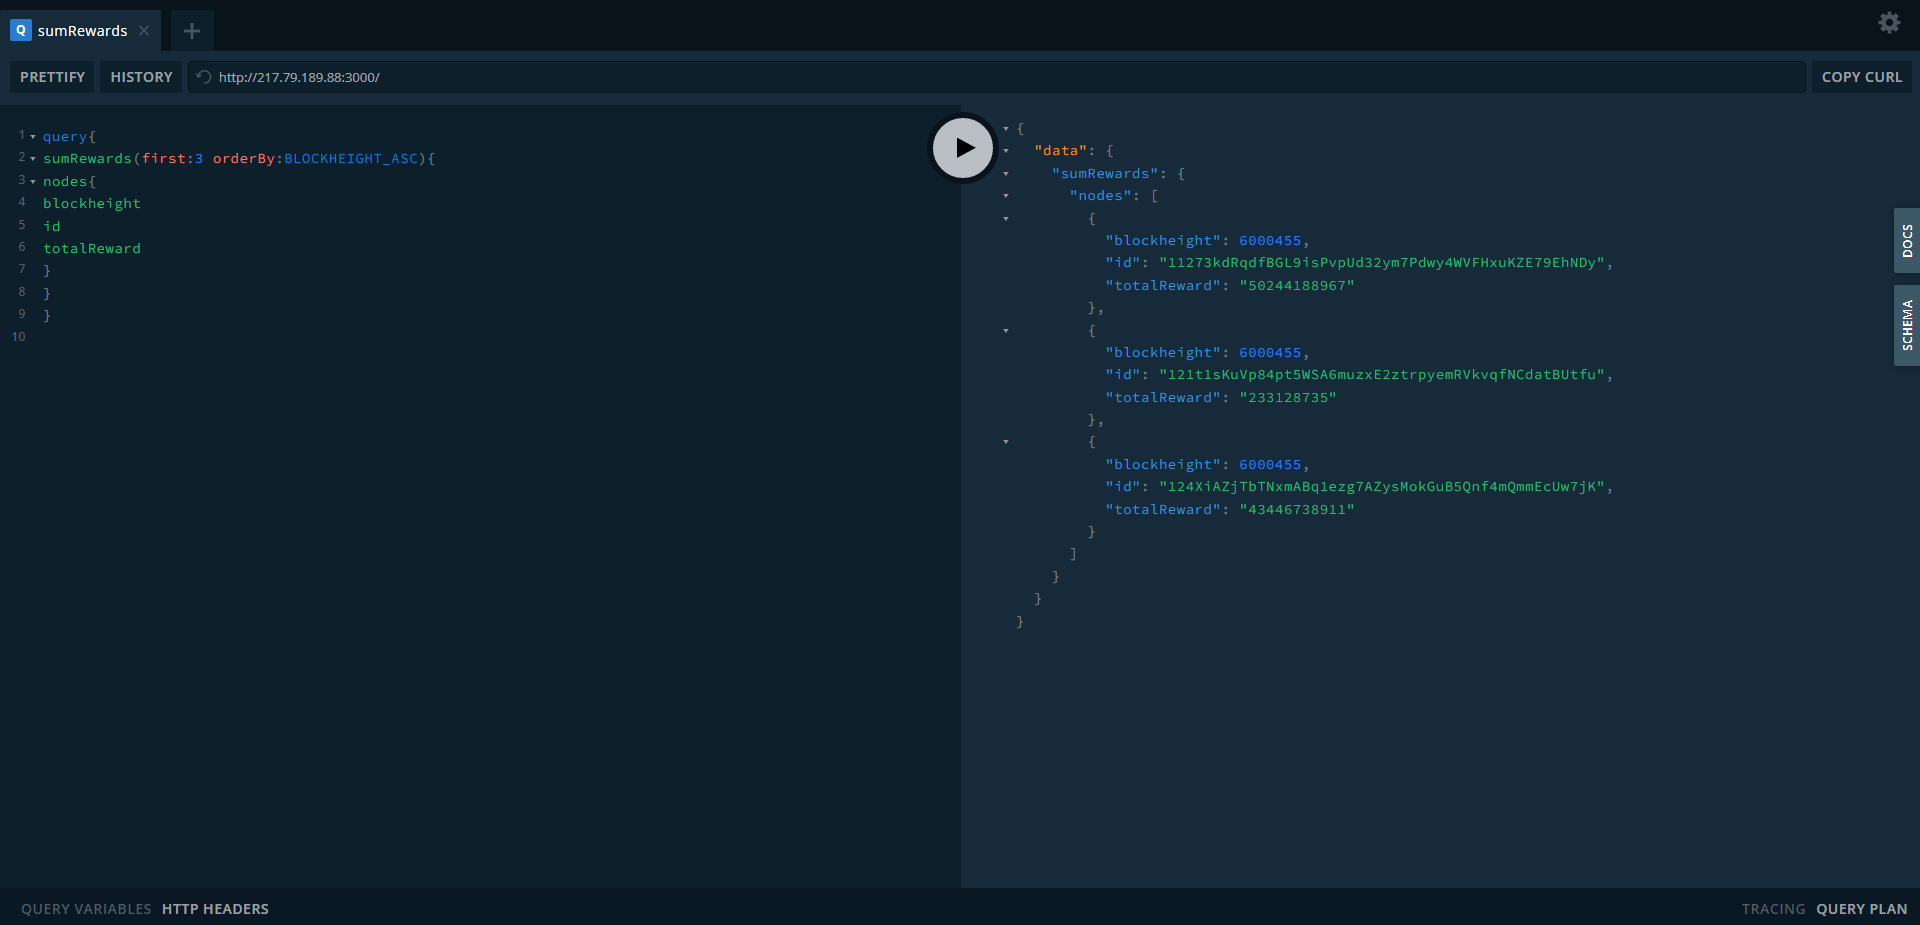 Q sumRewards
PRETTIFY HISTORY http://217.79.189.88:3000/ COPY CURL
1 query{
2 sumRewards(first:3 orderBy:BLOCKHEIGHT_ASC){
3 nodes{
4 blockheight
5 id
6 totalReward
7 }
8 }
9 }
10
{
"data": {
"sumRewards": {
"nodes": [
{
"blockheight": 6000455,
"id": "11273kdRqdfBGL9isPvpUd32ym7Pdwy4WVFHxuKZE79EhNDy",
"totalReward": "50244188967"
},
{
"blockheight": 6000455,
"id": "121t1sKuVp84pt5WSA6muzxE2ztrpyemRVkvqfNCdatBUtfu",
"totalReward": "233128735"
},
{
"blockheight": 6000455,
"id": "124XiAZjTbTNxmABq1ezg7AZysMokGuB5Qnf4mQmmEcUw7jK",
"totalReward": "43446738911"
}
]
}
}
}
DOCS
SCHEMA
QUERY VARIABLES HTTP HEADERS
TRACING QUERY PLAN